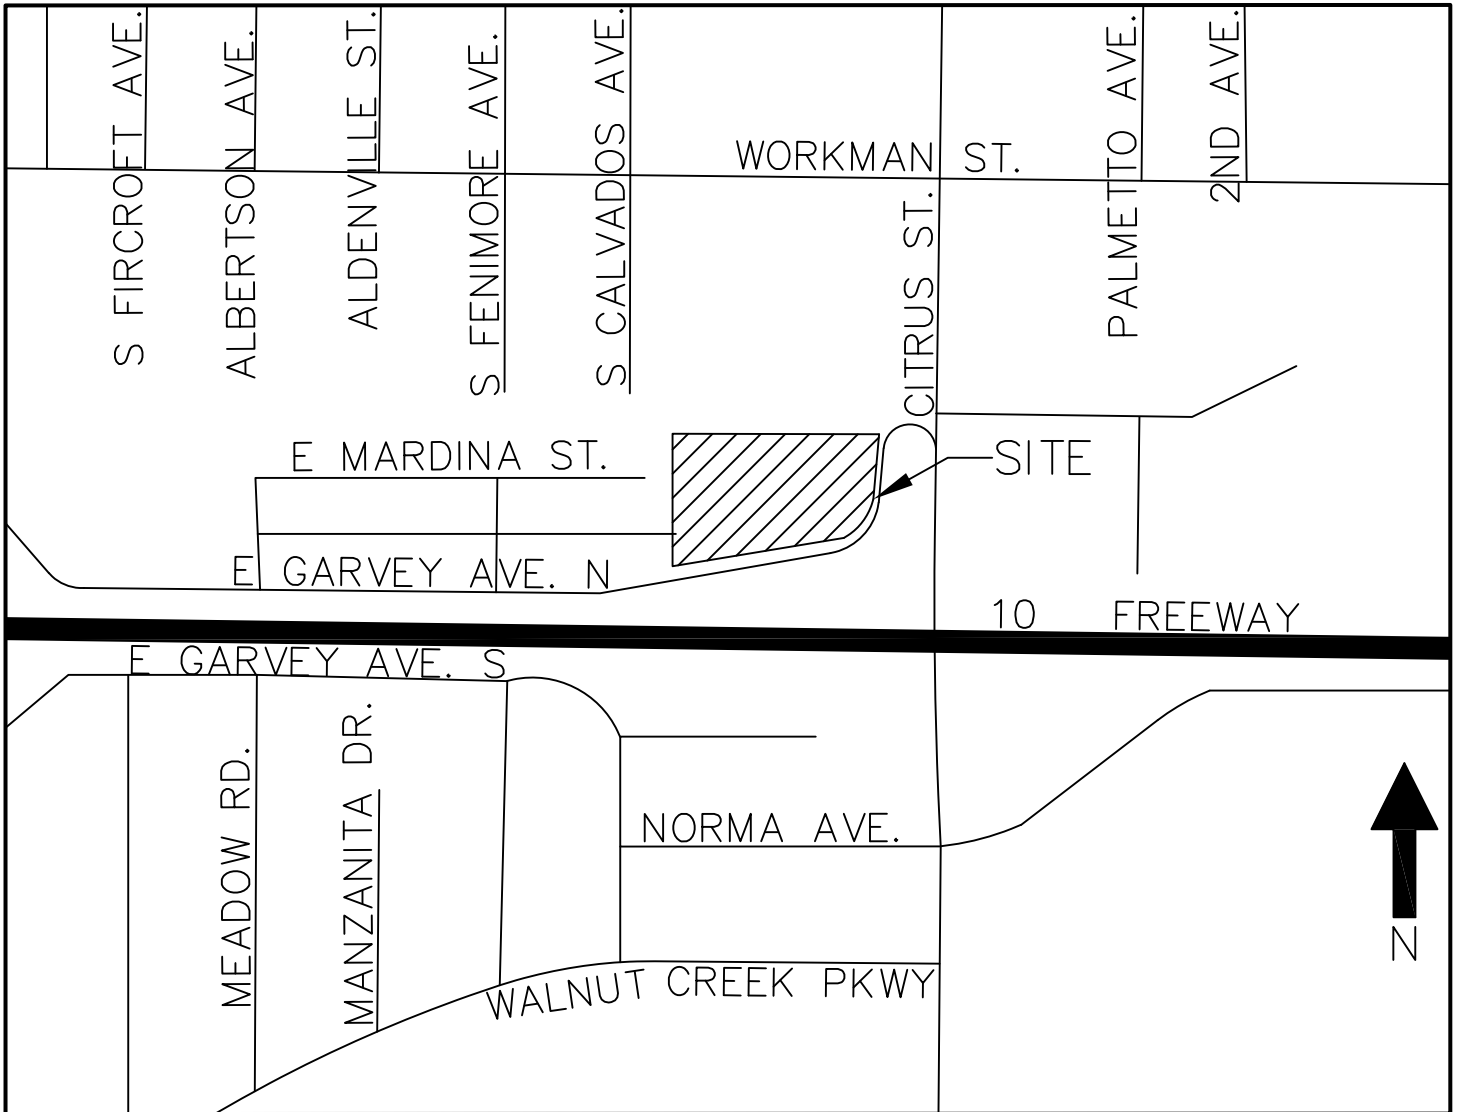 S FIRCROFT AVE.
ALBERTSON AVE.
ALDENVILLE ST.
S FENIMORE AVE.
S CALVADOS AVE.
WORKMAN ST.
CITRUS ST.
PALMETTO AVE.
2ND AVE.
E MARDINA ST.
SITE
E GARVEY AVE. N
10 FREEWAY
E GARVEY AVE. S
MEADOW RD.
MANZANITA DR.
NORMA AVE.
WALNUT CREEK PKWY
N